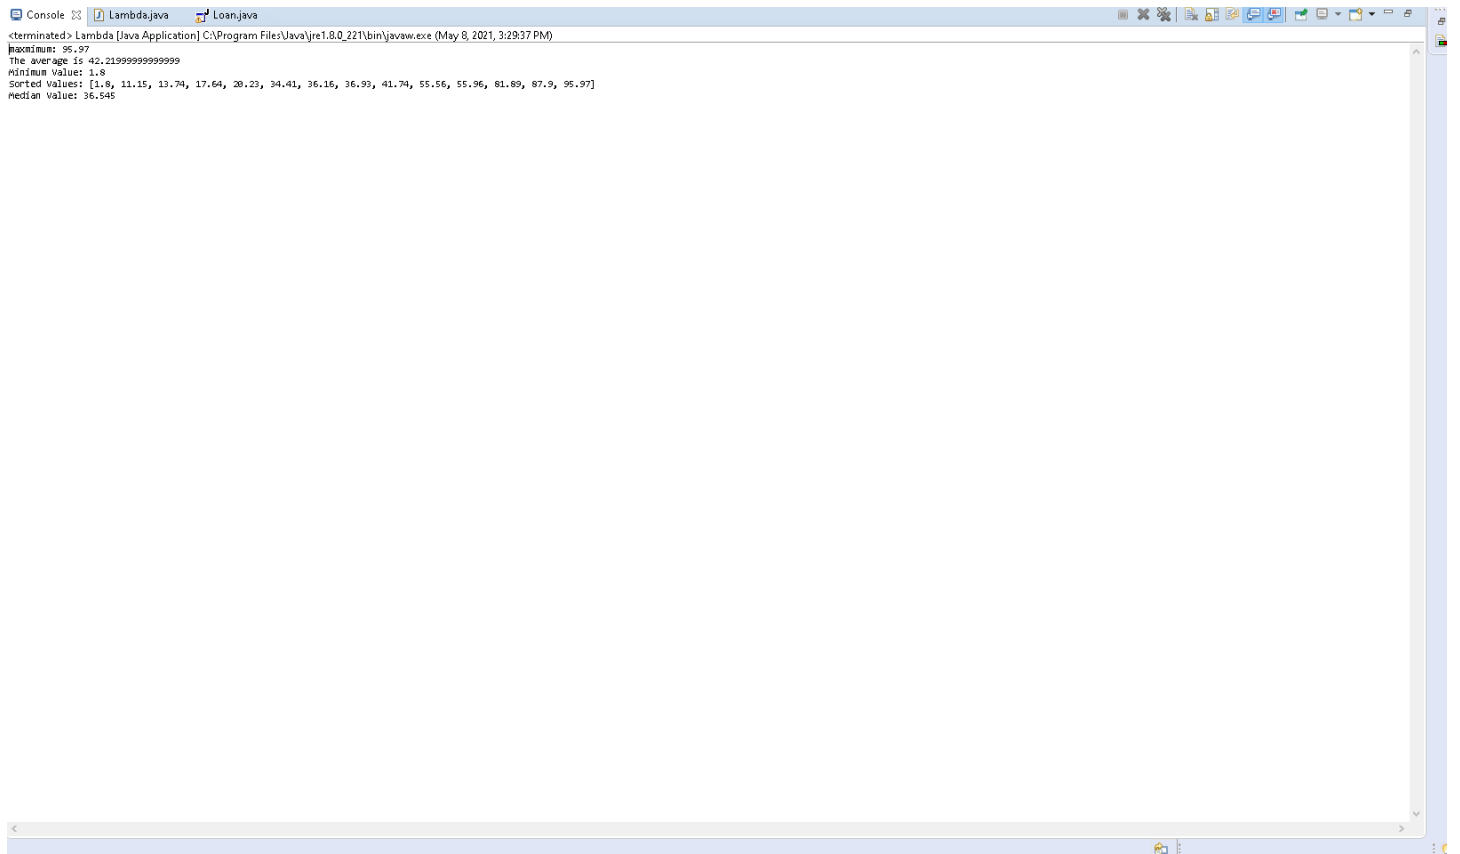 Console Lambda.java Loan.java
<terminated> Lambda [Java Application] C:\Program Files\Java\jre1.8.0_221\bin\javaw.exe (May 8, 2021, 3:29:37 PM)
maxmimum: 95.97
The average is 42.21999999999999
Minimum Value: 1.8
Sorted Values: [1.8, 11.15, 13.74, 17.64, 20.23, 34.41, 36.16, 36.93, 41.74, 55.56, 55.96, 81.89, 87.9, 95.97]
Median Value: 36.545